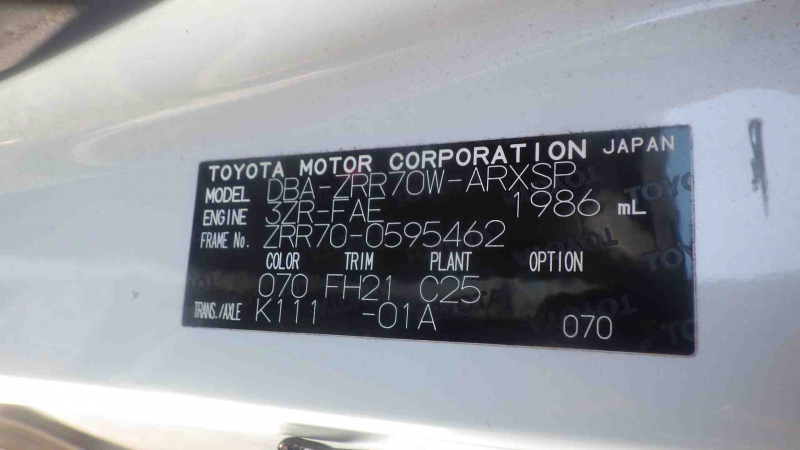 TOYOTA MOTOR CORPORATION JAPAN
MODEL DBA-ZRR70W-ARXSP
ENGINE 3ZR-FAE 1986 mL
FRAME No. ZRR70-0595462
COLOR TRIM PLANT OPTION
070 FH21 C25
TRANS./AXLE K111 -01A 070